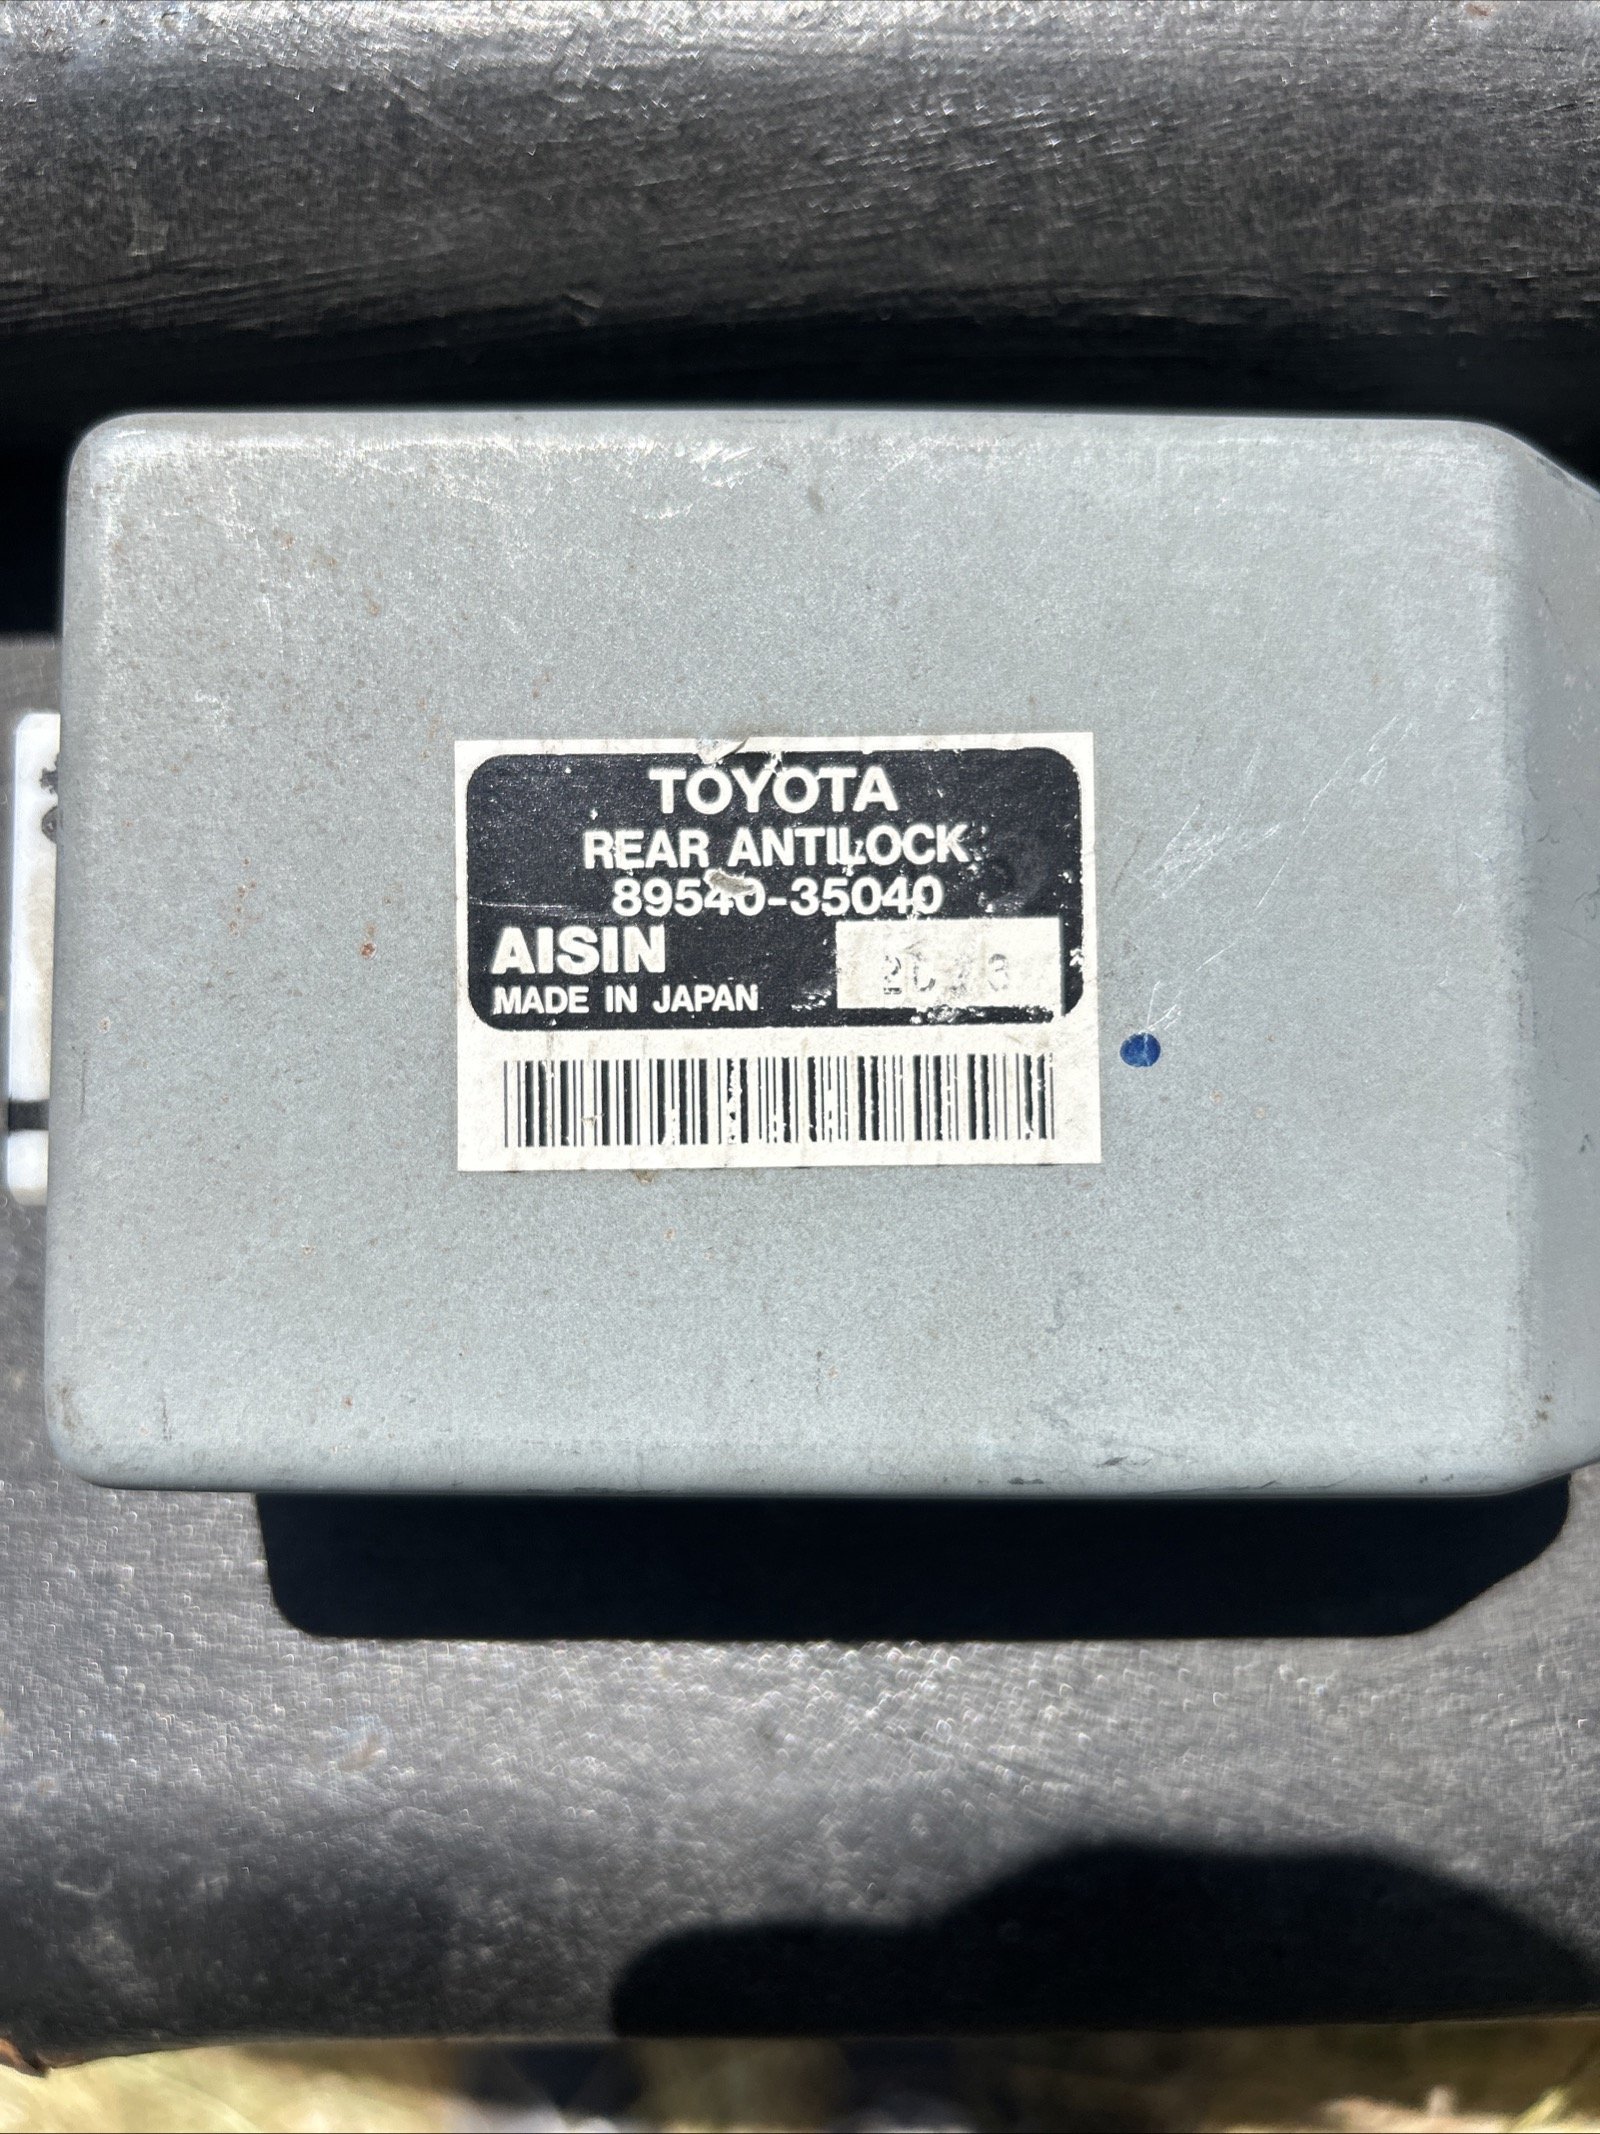 TOYOTA
REAR ANTILOCK
89540-35040
AISIN
MADE IN JAPAN